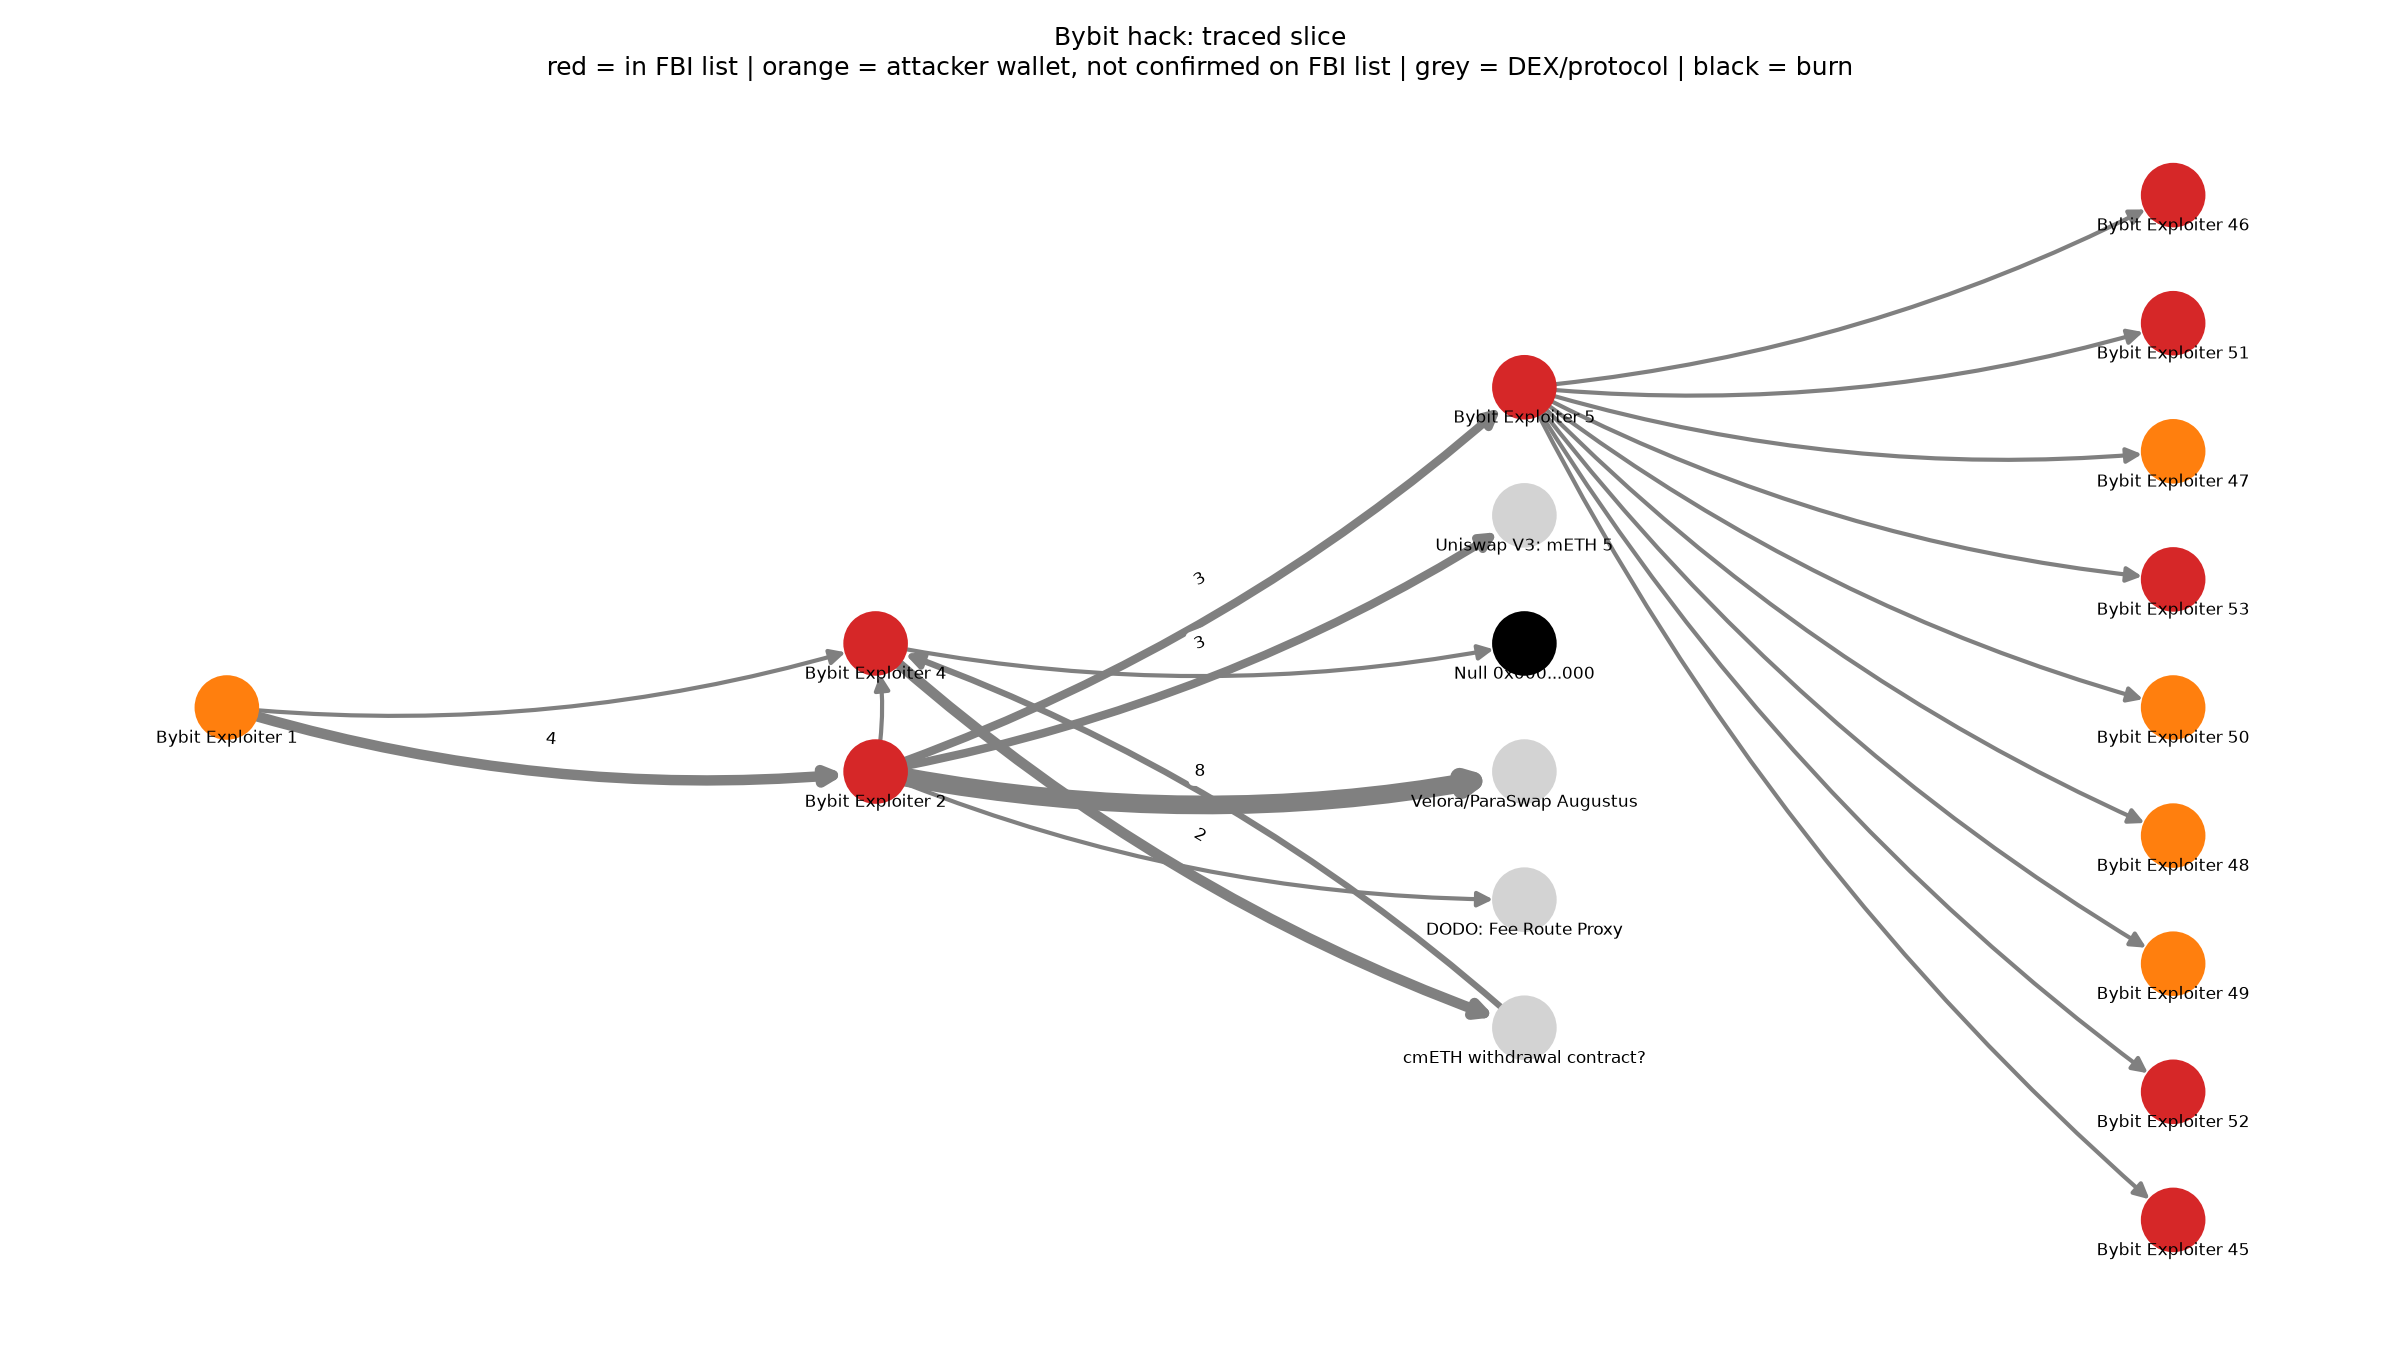 Bybit hack: traced slice
red = in FBI list | orange = attacker wallet, not confirmed on FBI list | grey = DEX/protocol | black = burn
Bybit Exploiter 1
4
Bybit Exploiter 4
Bybit Exploiter 2
3
3
8
2
Bybit Exploiter 5
Uniswap V3: mETH 5
Null 0x000...000
Velora/ParaSwap Augustus
DODO: Fee Route Proxy
cmETH withdrawal contract?
Bybit Exploiter 46
Bybit Exploiter 51
Bybit Exploiter 47
Bybit Exploiter 53
Bybit Exploiter 50
Bybit Exploiter 48
Bybit Exploiter 49
Bybit Exploiter 52
Bybit Exploiter 45